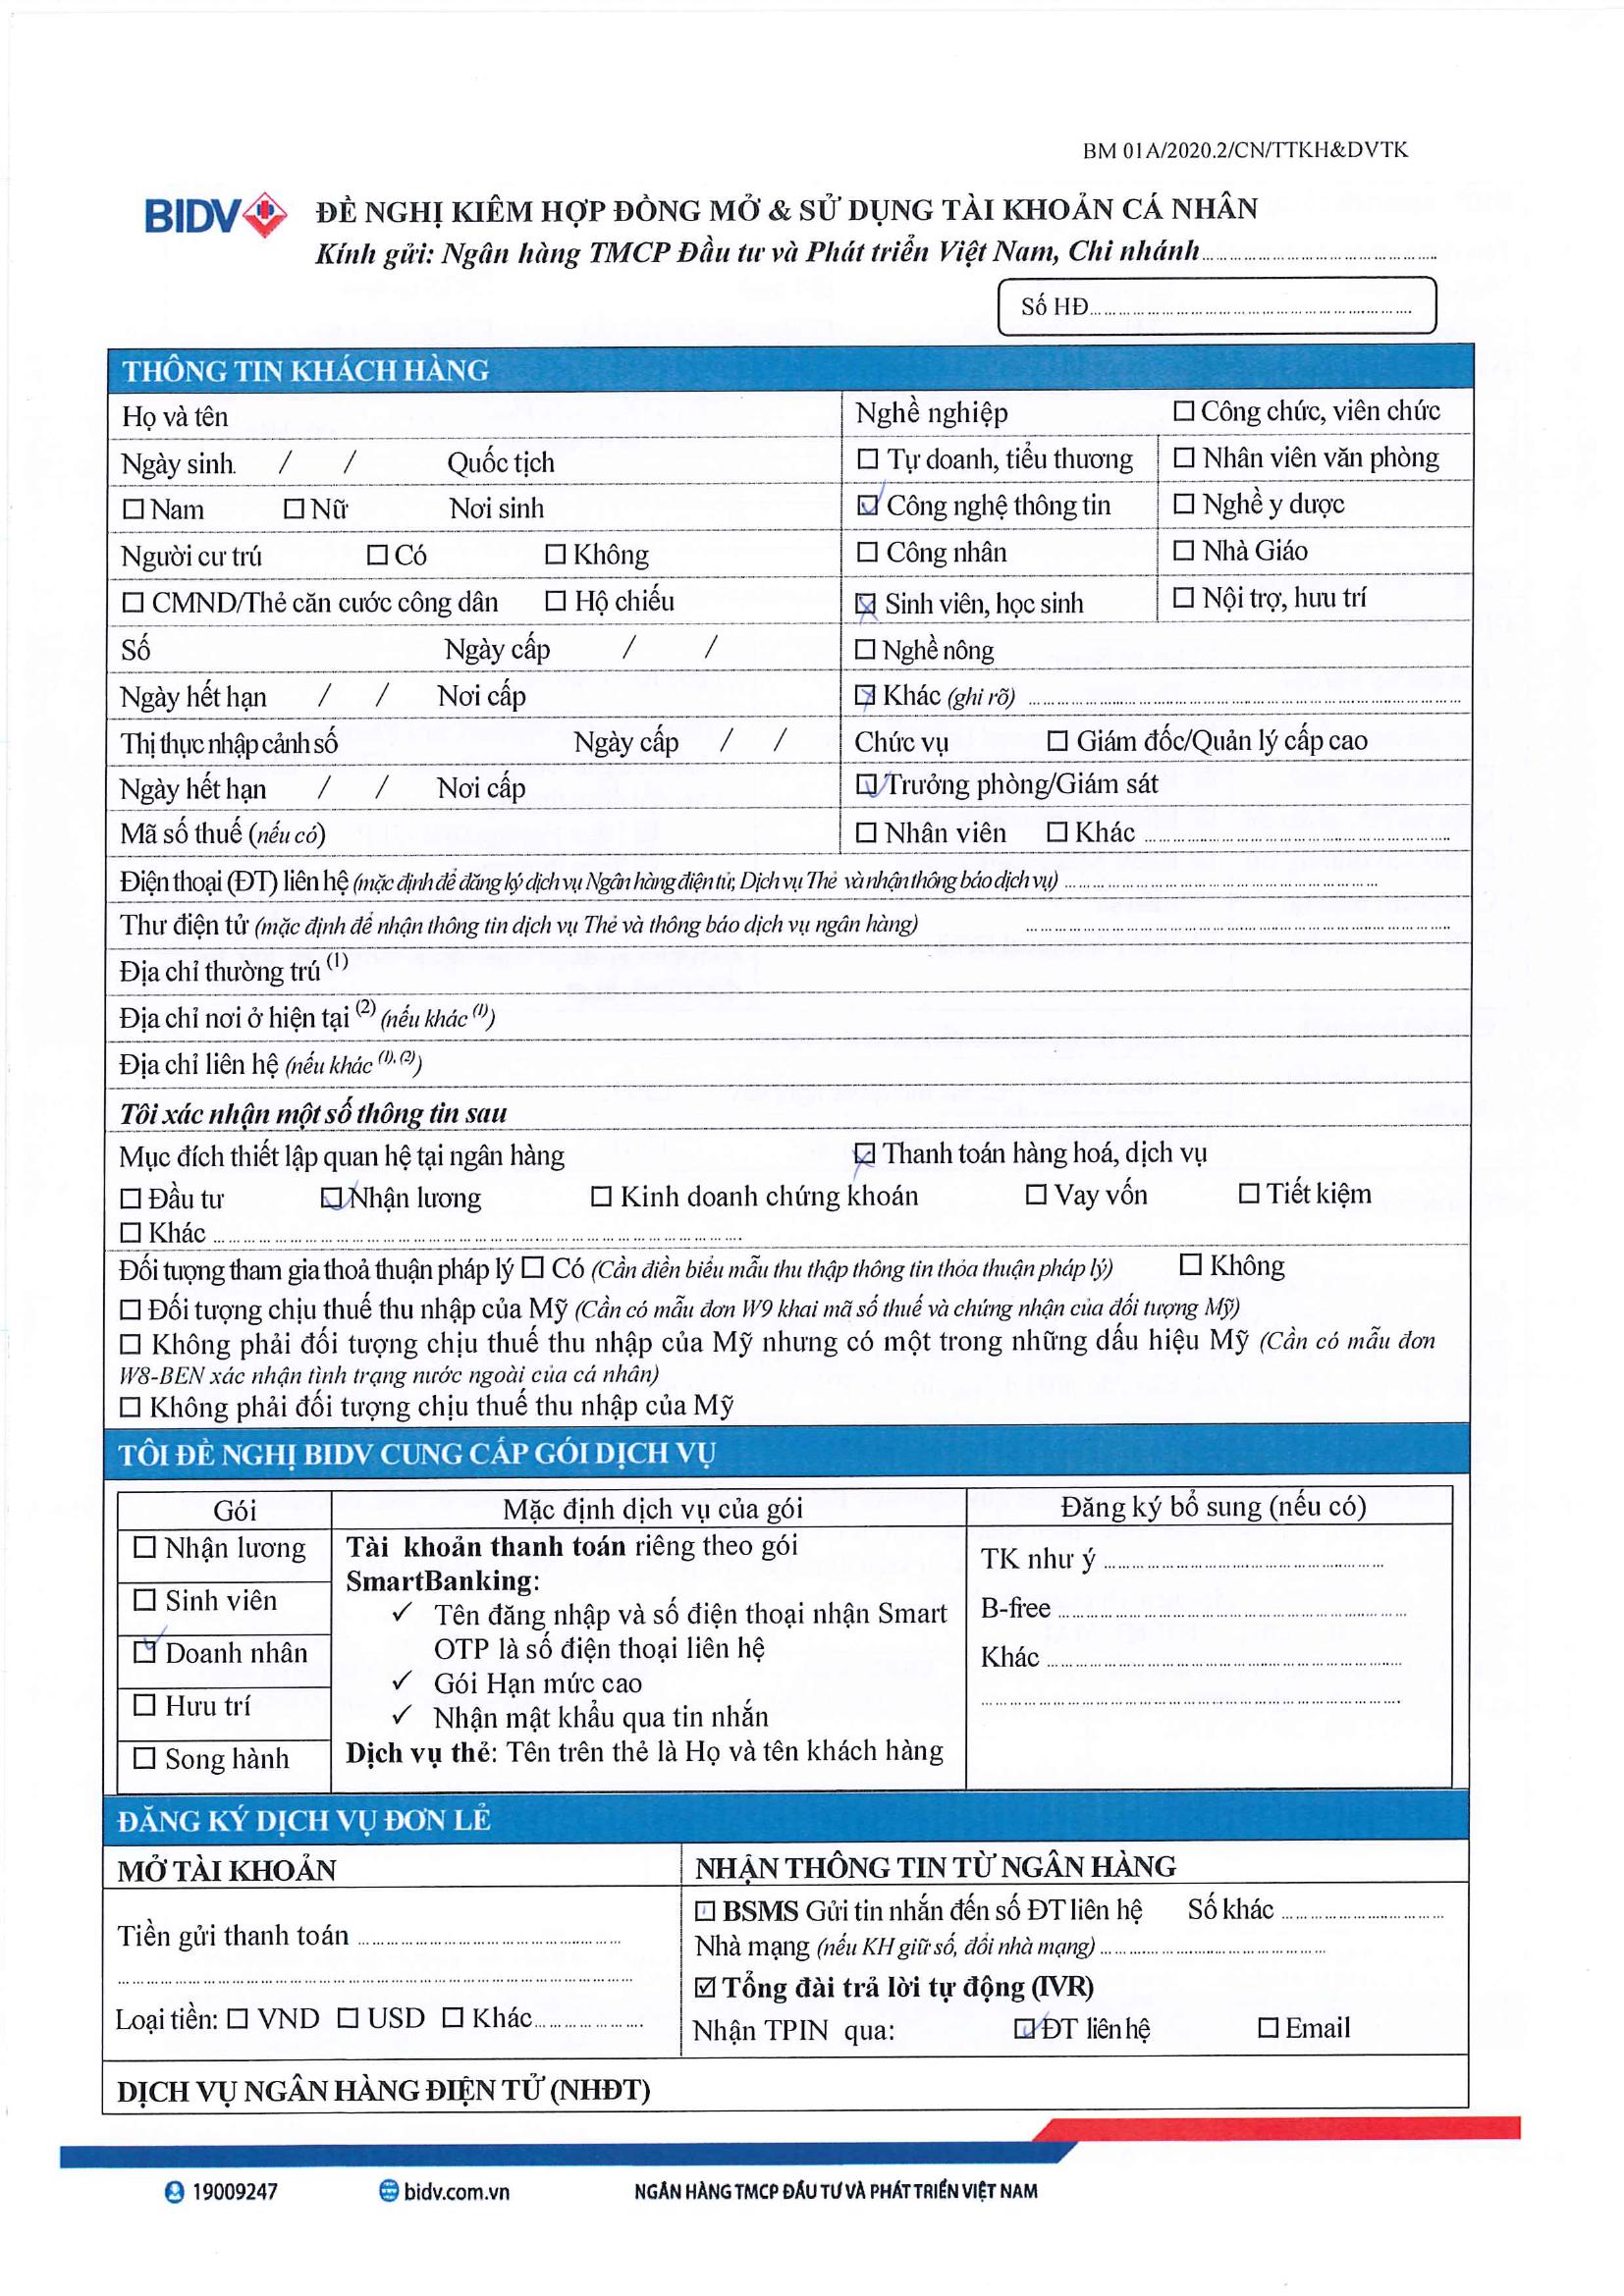 BM 01A/2020.2/CN/TTKH&DVTK
BIDV ĐỀ NGHỊ KIÊM HỢP ĐỒNG MỞ & SỬ DỤNG TÀI KHOẢN CÁ NHÂN
Kính gửi: Ngân hàng TMCP Đầu tư và Phát triển Việt Nam, Chi nhánh
Số HĐ
THÔNG TIN KHÁCH HÀNG
Họ và tên
Nghề nghiệp ☐ Công chức, viên chức
Ngày sinh / / Quốc tịch
☐ Tự doanh, tiểu thương ☐ Nhân viên văn phòng
☐ Nam ☐ Nữ Nơi sinh
☑ Công nghệ thông tin ☐ Nghề y dược
Người cư trú ☐ Có ☐ Không
☐ Công nhân ☐ Nhà Giáo
☐ CMND/Thẻ căn cước công dân ☐ Hộ chiếu
☒ Sinh viên, học sinh ☐ Nội trợ, hưu trí
Số Ngày cấp / /
☐ Nghề nông
Ngày hết hạn / / Nơi cấp
☒ Khác (ghi rõ)
Thị thực nhập cảnh số Ngày cấp / /
Chức vụ ☐ Giám đốc/Quản lý cấp cao
Ngày hết hạn / / Nơi cấp
☑ Trưởng phòng/Giám sát
Mã số thuế (nếu có)
☐ Nhân viên ☐ Khác
Điện thoại (ĐT) liên hệ (mặc định để đăng ký dịch vụ Ngân hàng điện tử, Dịch vụ Thẻ và nhận thông báo dịch vụ)
Thư điện tử (mặc định để nhận thông tin dịch vụ Thẻ và thông báo dịch vụ ngân hàng)
Địa chỉ thường trú (1)
Địa chỉ nơi ở hiện tại (2) (nếu khác (1))
Địa chỉ liên hệ (nếu khác (1), (2))
Tôi xác nhận một số thông tin sau
Mục đích thiết lập quan hệ tại ngân hàng ☒ Thanh toán hàng hoá, dịch vụ
☐ Đầu tư ☑ Nhận lương ☐ Kinh doanh chứng khoán ☐ Vay vốn ☐ Tiết kiệm
☐ Khác
Đối tượng tham gia thoả thuận pháp lý ☐ Có (Cần điền biểu mẫu thu thập thông tin thỏa thuận pháp lý) ☐ Không
☐ Đối tượng chịu thuế thu nhập của Mỹ (Cần có mẫu đơn W9 khai mã số thuế và chứng nhận của đối tượng Mỹ)
☐ Không phải đối tượng chịu thuế thu nhập của Mỹ nhưng có một trong những dấu hiệu Mỹ (Cần có mẫu đơn
W8-BEN xác nhận tình trạng nước ngoài của cá nhân)
☐ Không phải đối tượng chịu thuế thu nhập của Mỹ
TÔI ĐỀ NGHỊ BIDV CUNG CẤP GÓI DỊCH VỤ
Gói Mặc định dịch vụ của gói Đăng ký bổ sung (nếu có)
☐ Nhận lương
☐ Sinh viên
☑ Doanh nhân
☐ Hưu trí
☐ Song hành
Tài khoản thanh toán riêng theo gói
SmartBanking:
✓ Tên đăng nhập và số điện thoại nhận Smart
OTP là số điện thoại liên hệ
✓ Gói Hạn mức cao
✓ Nhận mật khẩu qua tin nhắn
Dịch vụ thẻ: Tên trên thẻ là Họ và tên khách hàng
TK như ý
B-free
Khác
ĐĂNG KÝ DỊCH VỤ ĐƠN LẺ
MỞ TÀI KHOẢN
Tiền gửi thanh toán
Loại tiền: ☐ VND ☐ USD ☐ Khác
NHẬN THÔNG TIN TỪ NGÂN HÀNG
☐ BSMS Gửi tin nhắn đến số ĐT liên hệ Số khác
Nhà mạng (nếu KH giữ số, đổi nhà mạng)
☑ Tổng đài trả lời tự động (IVR)
Nhận TPIN qua: ☑ ĐT liên hệ ☐ Email
DỊCH VỤ NGÂN HÀNG ĐIỆN TỬ (NHĐT)
19009247 bidv.com.vn NGÂN HÀNG TMCP ĐẦU TƯ VÀ PHÁT TRIỂN VIỆT NAM